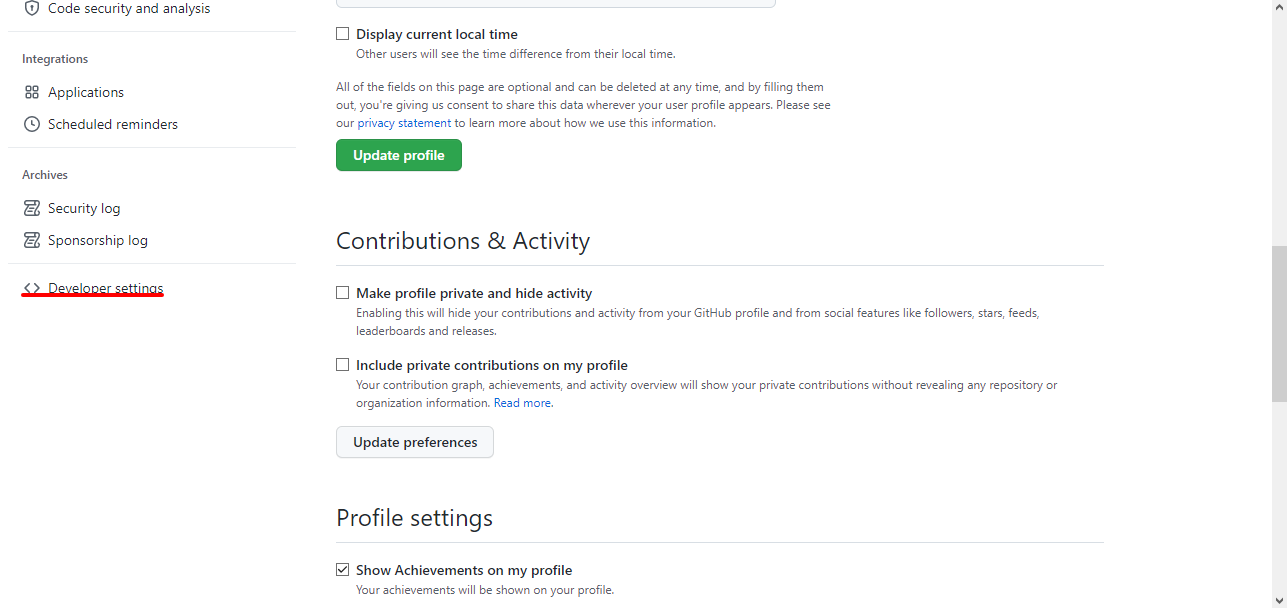 Code security and analysis
Integrations
Applications
Scheduled reminders
Archives
Security log
Sponsorship log
Developer settings
Display current local time
Other users will see the time difference from their local time.
All of the fields on this page are optional and can be deleted at any time, and by filling them
out, you're giving us consent to share this data wherever your user profile appears. Please see
our privacy statement to learn more about how we use this information.
Update profile
Contributions & Activity
Make profile private and hide activity
Enabling this will hide your contributions and activity from your GitHub profile and from social features like followers, stars, feeds,
leaderboards and releases.
Include private contributions on my profile
Your contribution graph, achievements, and activity overview will show your private contributions without revealing any repository or
organization information. Read more.
Update preferences
Profile settings
Show Achievements on my profile
Your achievements will be shown on your profile.